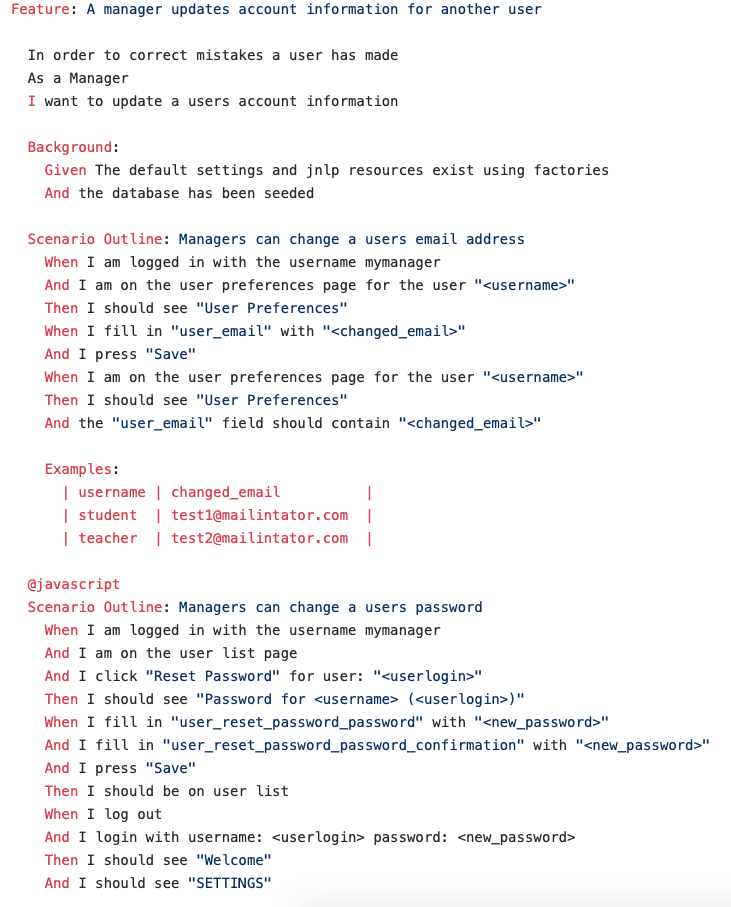 Feature: A manager updates account information for another user
In order to correct mistakes a user has made
As a Manager
I want to update a users account information
Background:
Given The default settings and jnlp resources exist using factories
And the database has been seeded
Scenario Outline: Managers can change a users email address
When I am logged in with the username mymanager
And I am on the user preferences page for the user "<username>"
Then I should see "User Preferences"
When I fill in "user_email" with "<changed_email>"
And I press "Save"
When I am on the user preferences page for the user "<username>"
Then I should see "User Preferences"
And the "user_email" field should contain "<changed_email>"
Examples:
| username | changed_email          |
| student  | test1@mailintator.com  |
| teacher  | test2@mailintator.com  |
@javascript
Scenario Outline: Managers can change a users password
When I am logged in with the username mymanager
And I am on the user list page
And I click "Reset Password" for user: "<userlogin>"
Then I should see "Password for <username> (<userlogin>)"
When I fill in "user_reset_password_password" with "<new_password>"
And I fill in "user_reset_password_password_confirmation" with "<new_password>"
And I press "Save"
Then I should be on user list
When I log out
And I login with username: <userlogin> password: <new_password>
Then I should see "Welcome"
And I should see "SETTINGS"